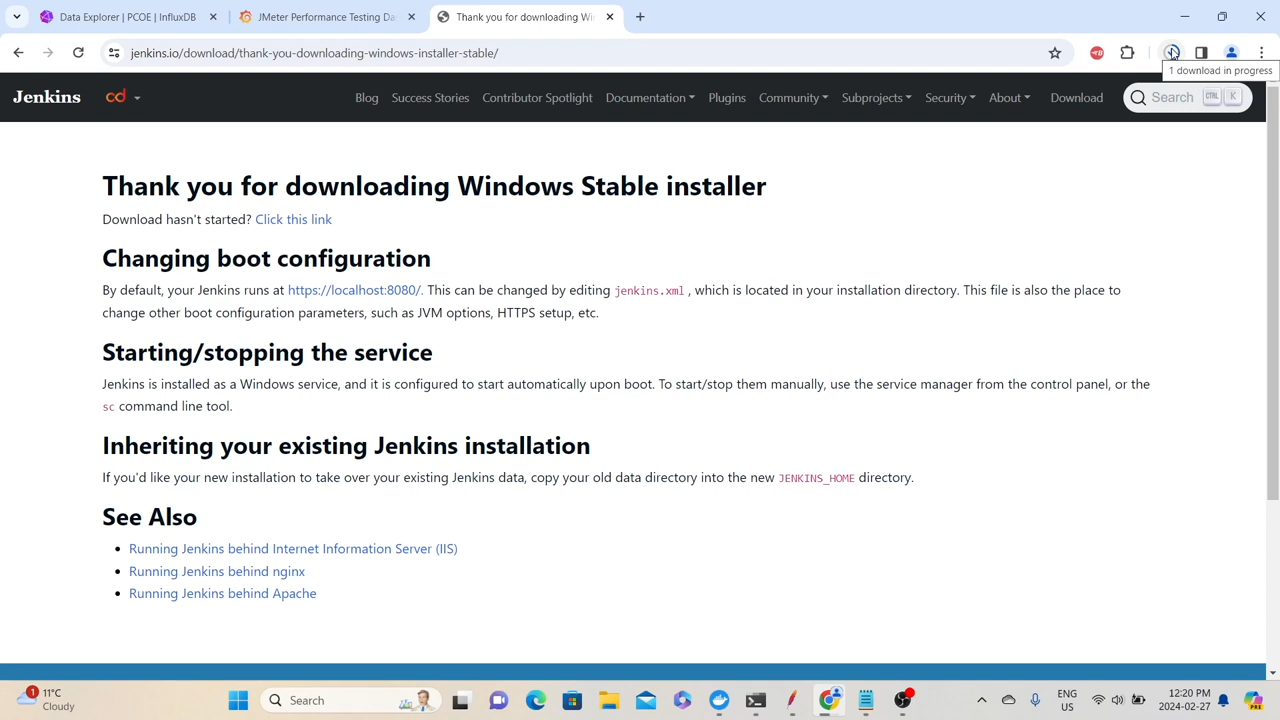 Data Explorer | PCOE | InfluxDB
JMeter Performance Testing Da
Thank you for downloading Wi
jenkins.io/download/thank-you-downloading-windows-installer-stable/
1 download in progress
Jenkins
cd
Blog
Success Stories
Contributor Spotlight
Documentation
Plugins
Community
Subprojects
Security
About
Download
Search
CTRL
K
Thank you for downloading Windows Stable installer
Download hasn't started? Click this link
Changing boot configuration
By default, your Jenkins runs at https://localhost:8080/. This can be changed by editing jenkins.xml, which is located in your installation directory. This file is also the place to
change other boot configuration parameters, such as JVM options, HTTPS setup, etc.
Starting/stopping the service
Jenkins is installed as a Windows service, and it is configured to start automatically upon boot. To start/stop them manually, use the service manager from the control panel, or the
sc command line tool.
Inheriting your existing Jenkins installation
If you'd like your new installation to take over your existing Jenkins data, copy your old data directory into the new JENKINS_HOME directory.
See Also
Running Jenkins behind Internet Information Server (IIS)
Running Jenkins behind nginx
Running Jenkins behind Apache
1
11°C
Cloudy
Search
ENG
US
12:20 PM
2024-02-27
PRE